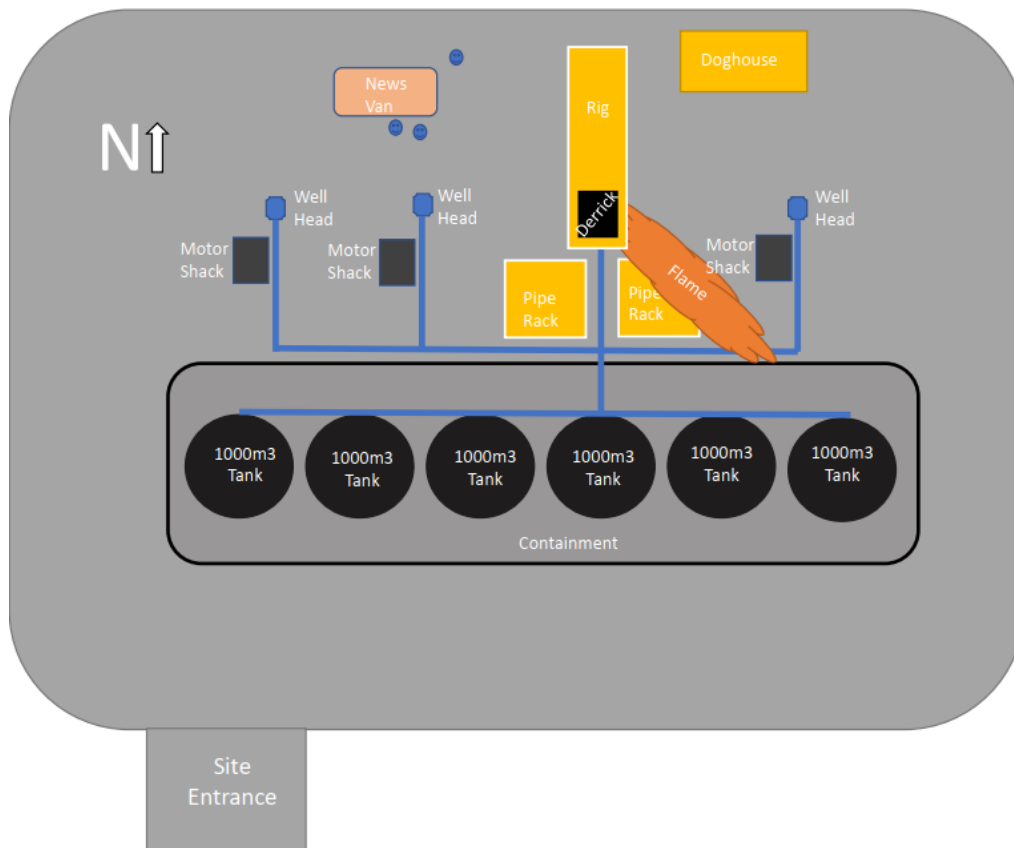 Doghouse
News
Van
Rig
N
Well
Head
Well
Head
Derrick
Well
Head
Motor
Shack
Motor
Shack
Motor
Shack
Flame
Pipe
Rack
Pipe
Rack
1000m3
Tank
1000m3
Tank
1000m3
Tank
1000m3
Tank
1000m3
Tank
1000m3
Tank
Containment
Site
Entrance